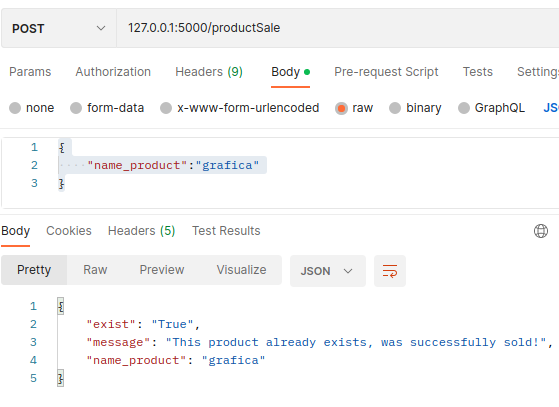 POST 127.0.0.1:5000/productSale
Params Authorization Headers (9) Body Pre-request Script Tests Settings
none form-data x-www-form-urlencoded raw binary GraphQL JS
1 {
2 ····"name_product":"grafica"
3 }
Body Cookies Headers (5) Test Results
Pretty Raw Preview Visualize JSON
1 {
2 "exist": "True",
3 "message": "This product already exists, was successfully sold!",
4 "name_product": "grafica"
5 }